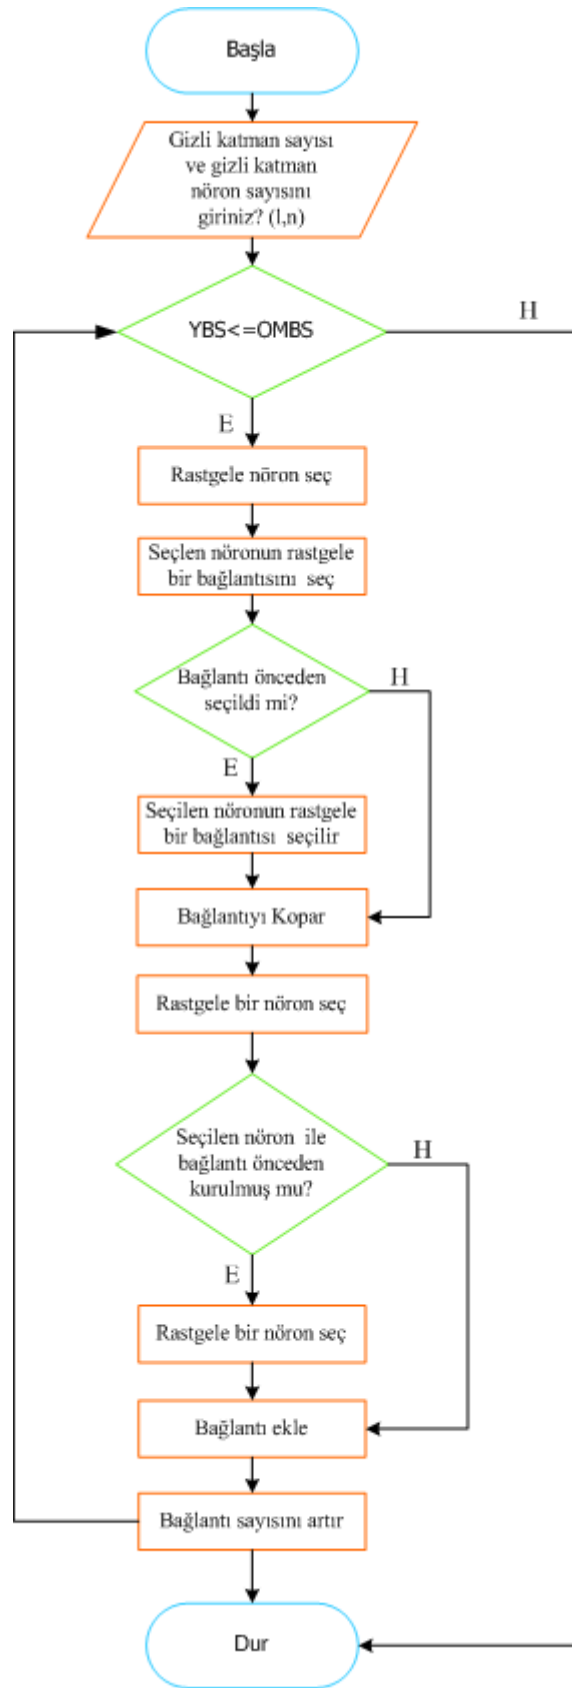 Başla
Gizli katman sayısı
ve gizli katman
nöron sayısını
giriniz? (l,n)
YBS<=OMBS
H
E
Rastgele nöron seç
Seçlen nöronun rastgele
bir bağlantısını seç
Bağlantı önceden
seçildi mi?
H
E
Seçilen nöronun rastgele
bir bağlantısı seçilir
Bağlantıyı Kopar
Rastgele bir nöron seç
Seçilen nöron ile
bağlantı önceden
kurulmuş mu?
H
E
Rastgele bir nöron seç
Bağlantı ekle
Bağlantı sayısını artır
Dur